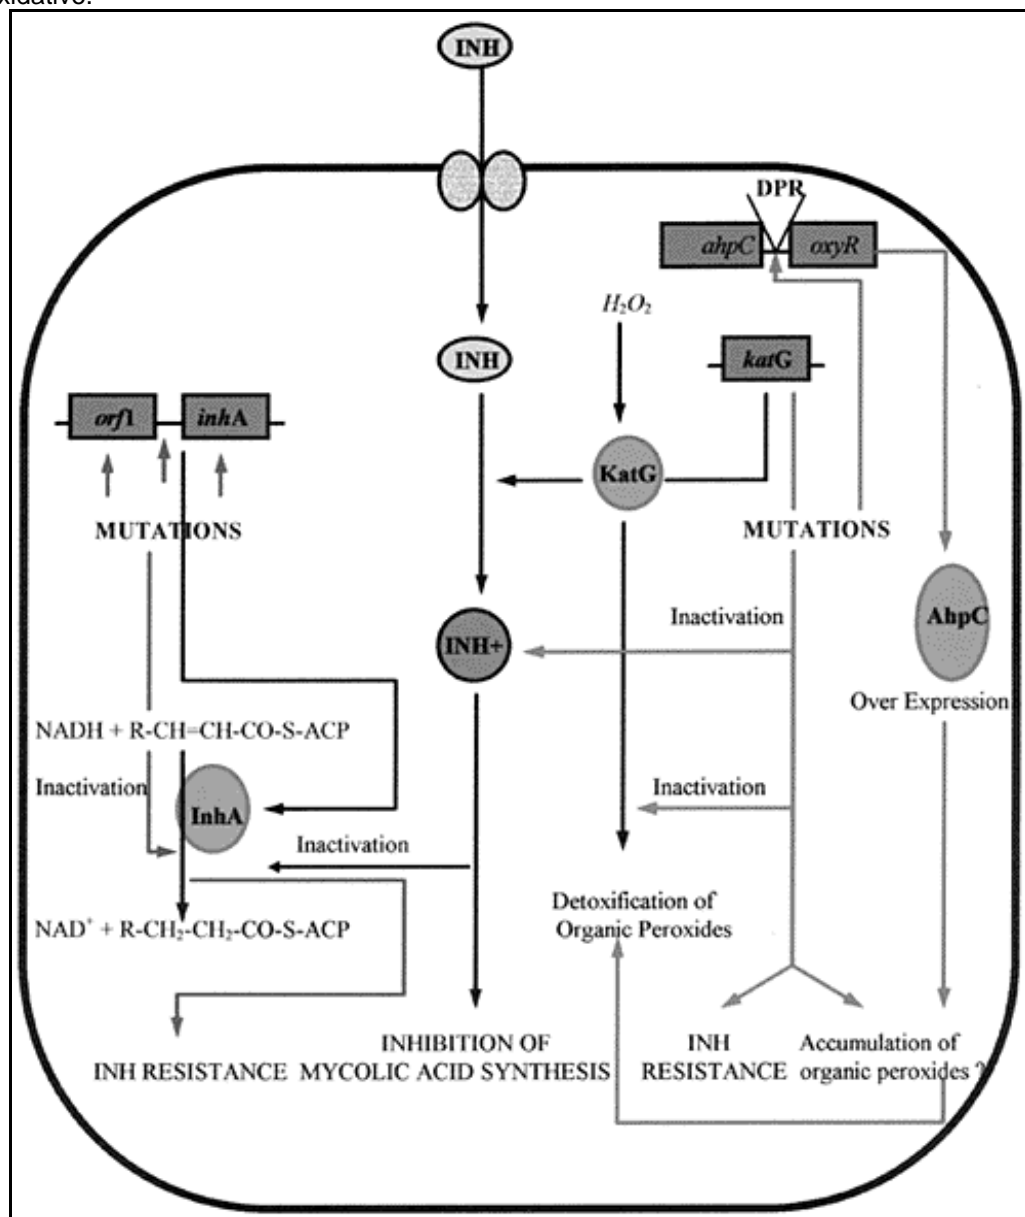 oxidativo.
INH
DPR
ahpC
oxyR
H₂O₂
INH
katG
orf1
inhA
KatG
MUTATIONS
MUTATIONS
Inactivation
AhpC
INH+
Over Expression
NADH + R-CH=CH-CO-S-ACP
Inactivation
Inactivation
InhA
Inactivation
Detoxification of
Organic Peroxides
NAD⁺ + R-CH₂-CH₂-CO-S-ACP
INH RESISTANCE
INHIBITION OF
MYCOLIC ACID SYNTHESIS
INH
RESISTANCE
Accumulation of
organic peroxides ?